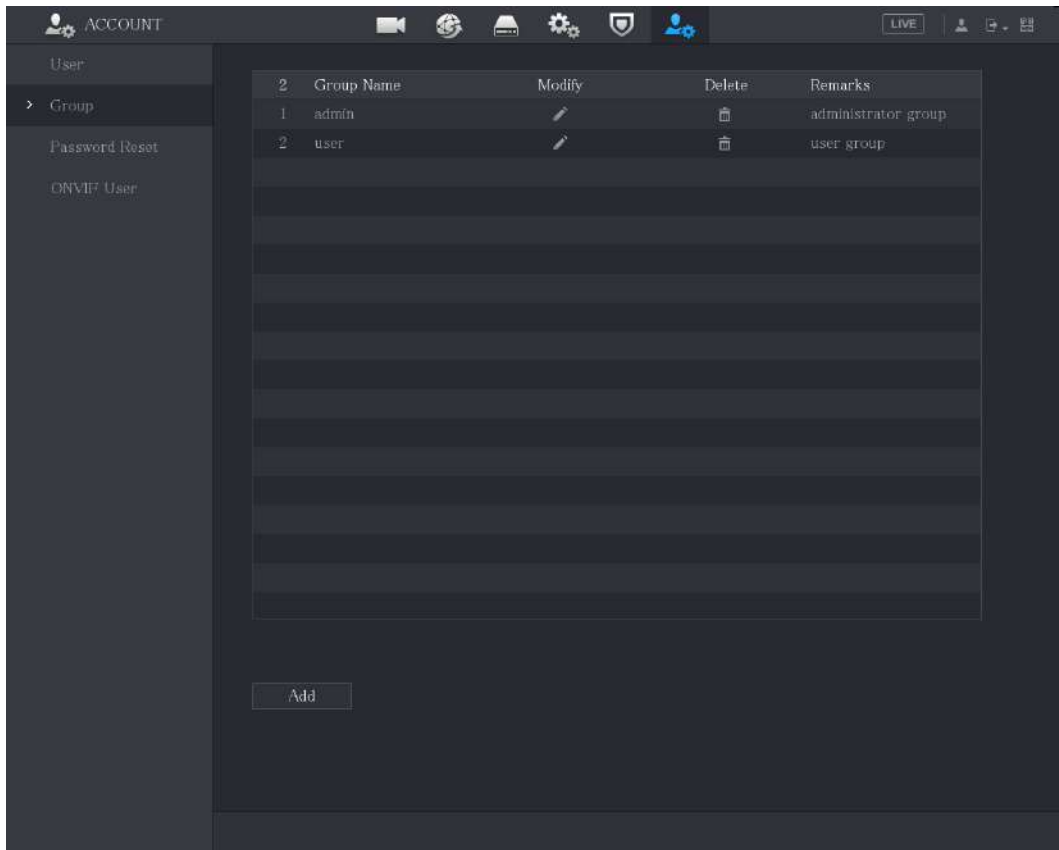 ACCOUNT LIVE
User
2 Group Name Modify Delete Remarks
Group
1 admin administrator group
Password Reset
2 user user group
ONVIF User
Add